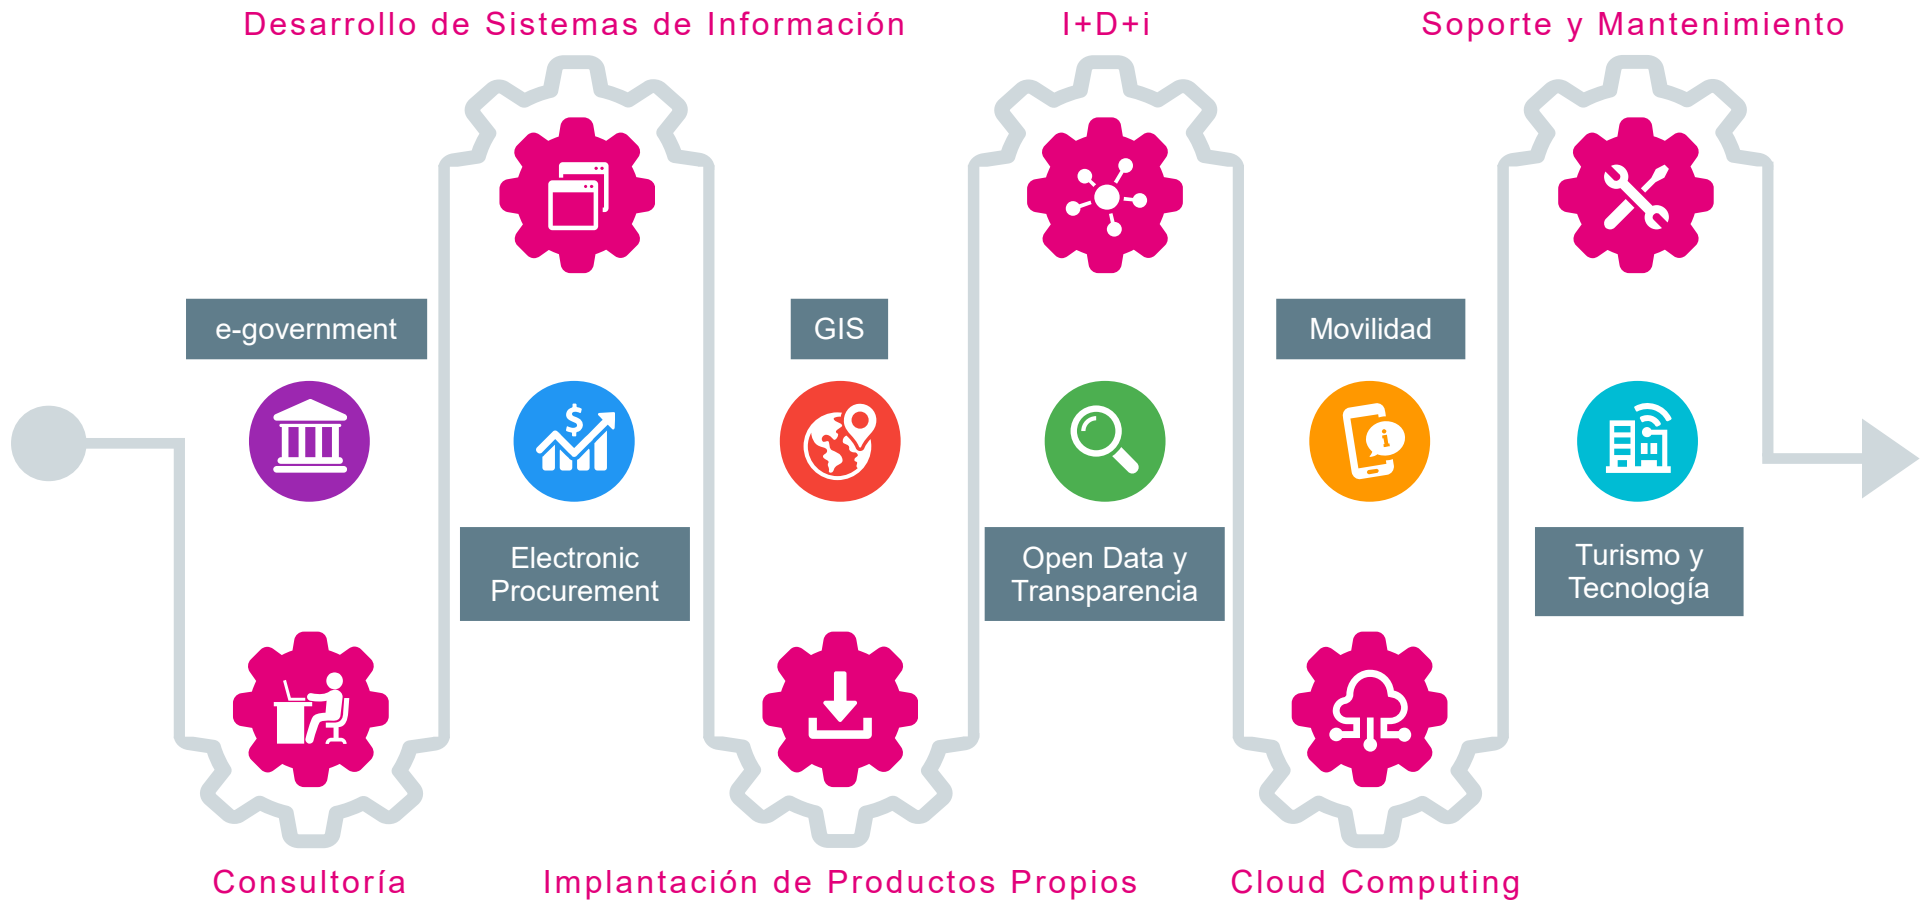 Desarrollo de Sistemas de Información
I+D+i
Soporte y Mantenimiento
e-government
GIS
Movilidad
Electronic
Procurement
Open Data y
Transparencia
Turismo y
Tecnología
Consultoría
Implantación de Productos Propios
Cloud Computing